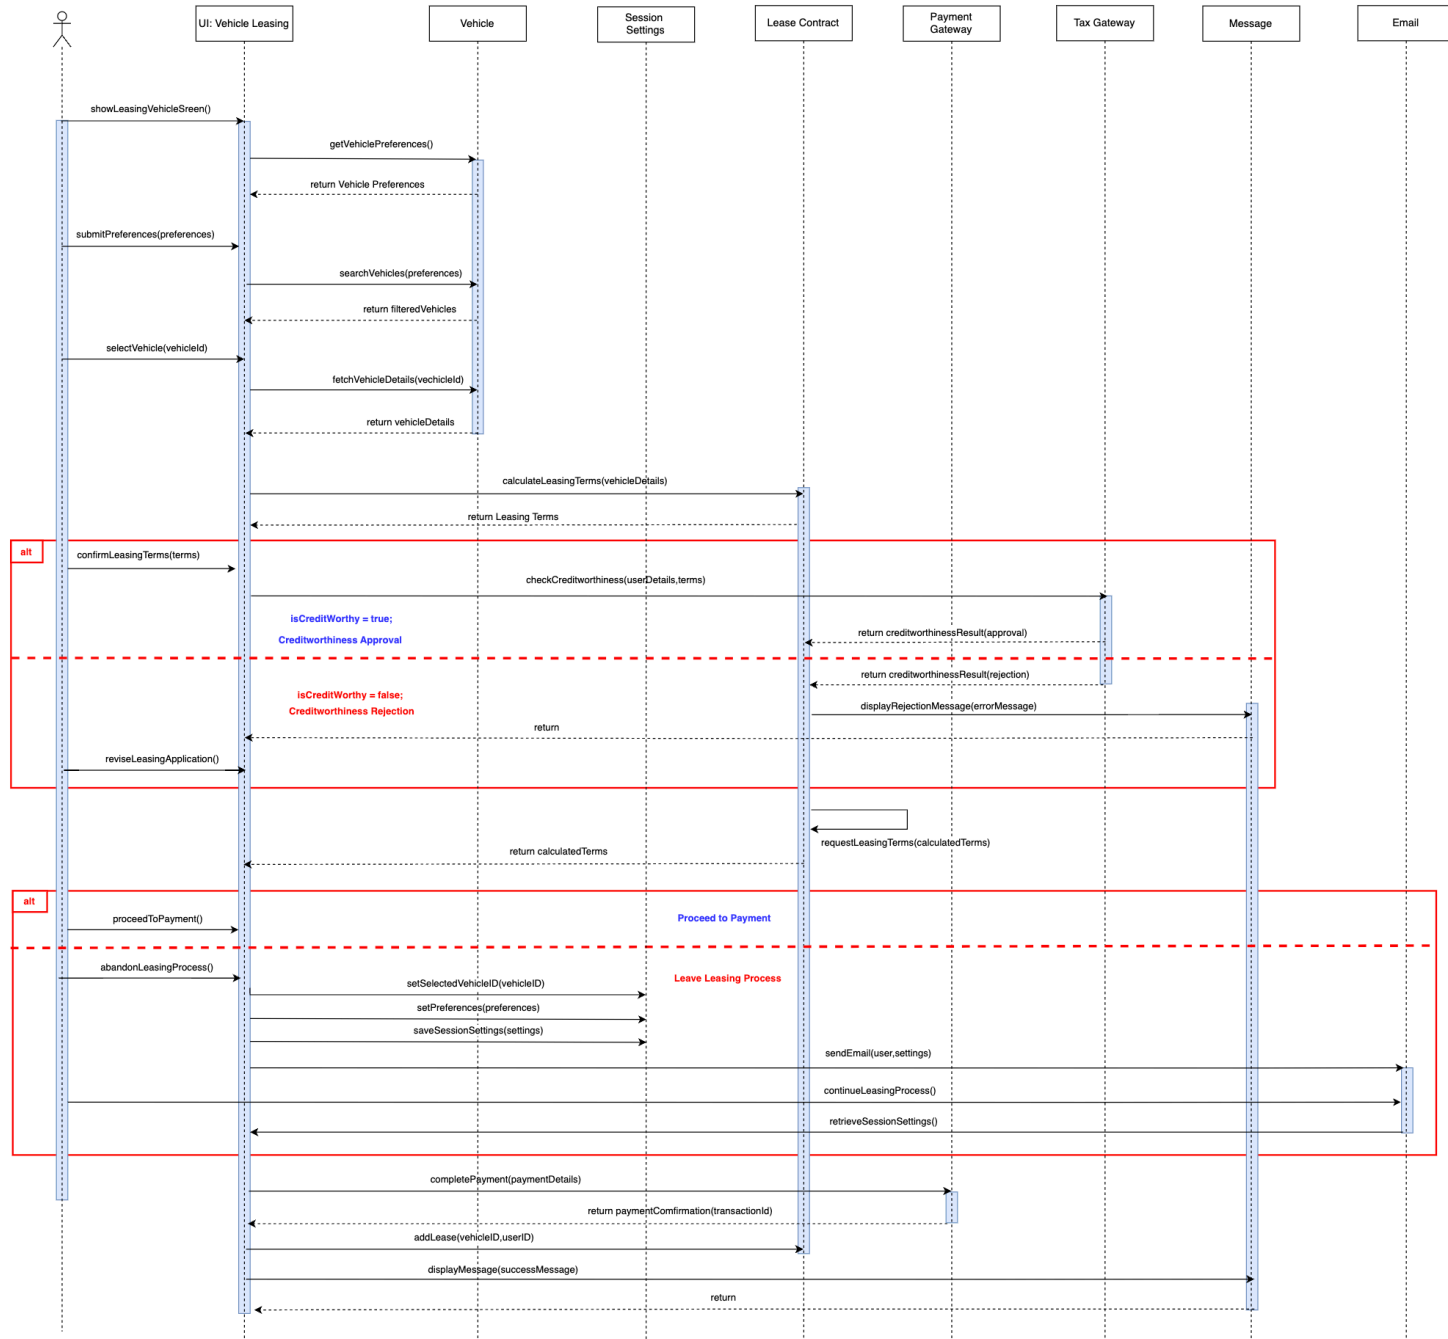 UI: Vehicle Leasing
Vehicle
Session
Settings
Lease Contract
Payment
Gateway
Tax Gateway
Message
Email
showLeasingVehicleSreen()
getVehiclePreferences()
return Vehicle Preferences
submitPreferences(preferences)
searchVehicles(preferences)
return filteredVehicles
selectVehicle(vehicleId)
fetchVehicleDetails(vechicleId)
return vehicleDetails
calculateLeasingTerms(vehicleDetails)
return Leasing Terms
alt
confirmLeasingTerms(terms)
checkCreditworthiness(userDetails,terms)
isCreditWorthy = true;
Creditworthiness Approval
return creditworthinessResult(approval)
return creditworthinessResult(rejection)
isCreditWorthy = false;
Creditworthiness Rejection
displayRejectionMessage(errorMessage)
return
reviseLeasingApplication()
requestLeasingTerms(calculatedTerms)
return calculatedTerms
alt
proceedToPayment()
Proceed to Payment
abandonLeasingProcess()
Leave Leasing Process
setSelectedVehicleID(vehicleID)
setPreferences(preferences)
saveSessionSettings(settings)
sendEmail(user,settings)
continueLeasingProcess()
retrieveSessionSettings()
completePayment(paymentDetails)
return paymentComfirmation(transactionId)
addLease(vehicleID,userID)
displayMessage(successMessage)
return